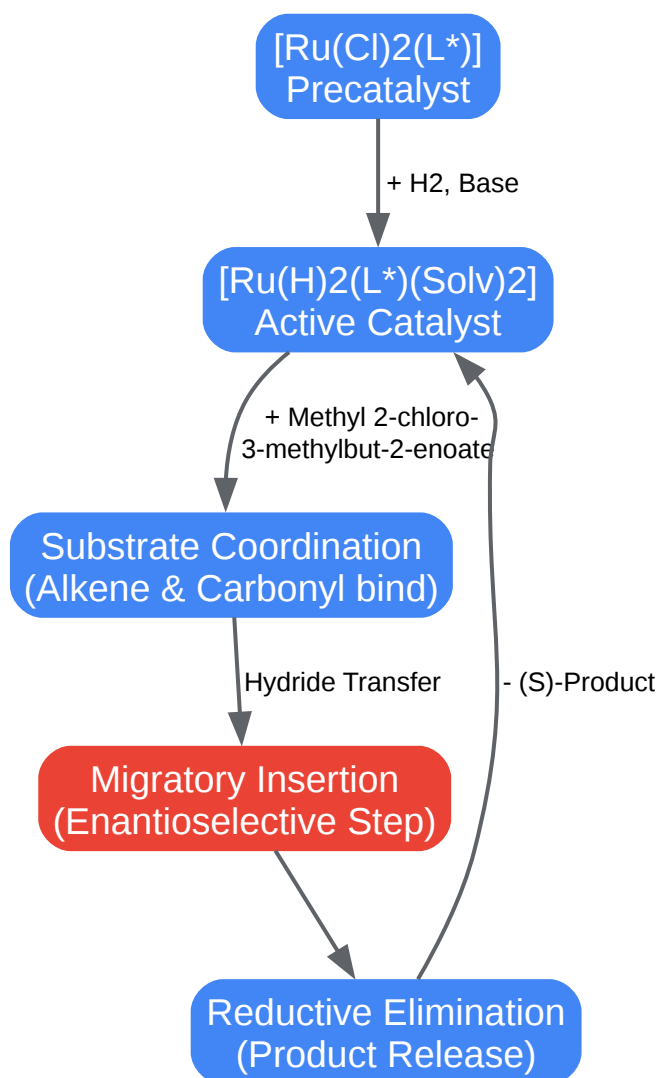 [Ru(Cl)2(L*)]
Precatalyst
+ H2, Base
[Ru(H)2(L*)(Solv)2]
Active Catalyst
+ Methyl 2-chloro-
3-methylbut-2-enoate
Substrate Coordination
(Alkene & Carbonyl bind)
Hydride Transfer
- (S)-Product
Migratory Insertion
(Enantioselective Step)
Reductive Elimination
(Product Release)